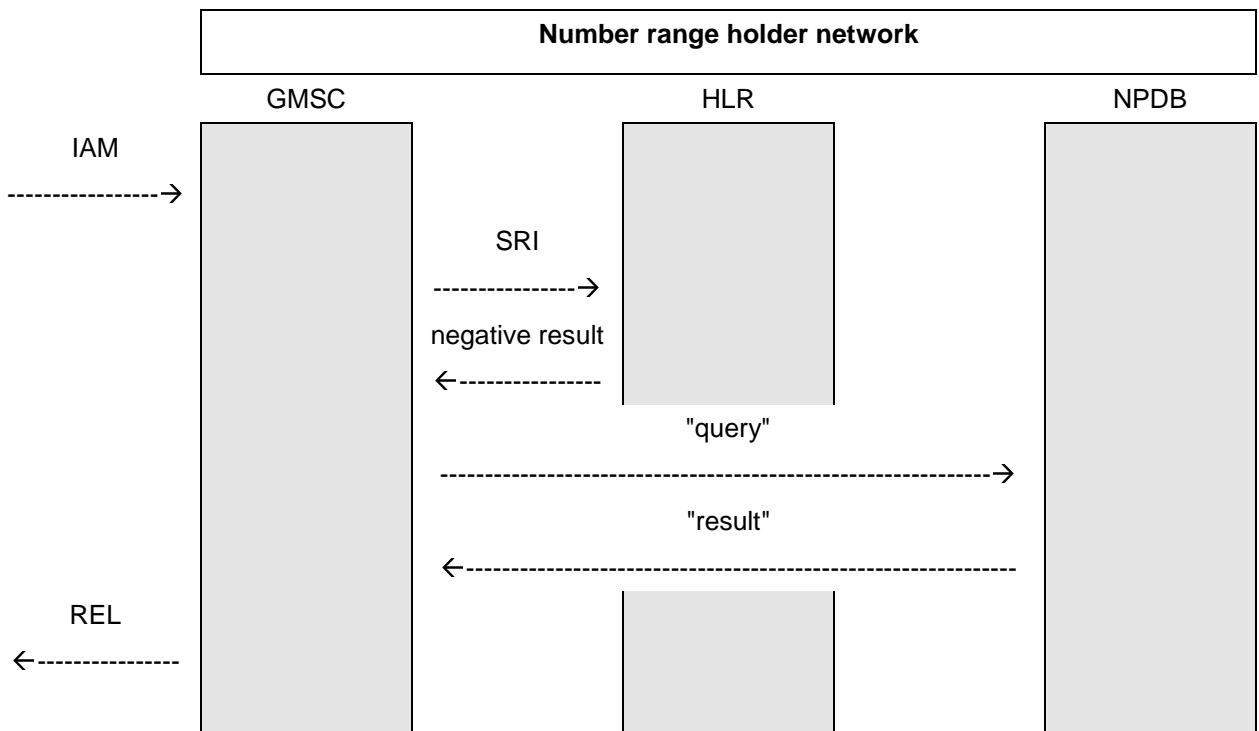 Number range holder network
GMSC HLR NPDB
IAM
SRI
negative result
"query"
"result"
REL